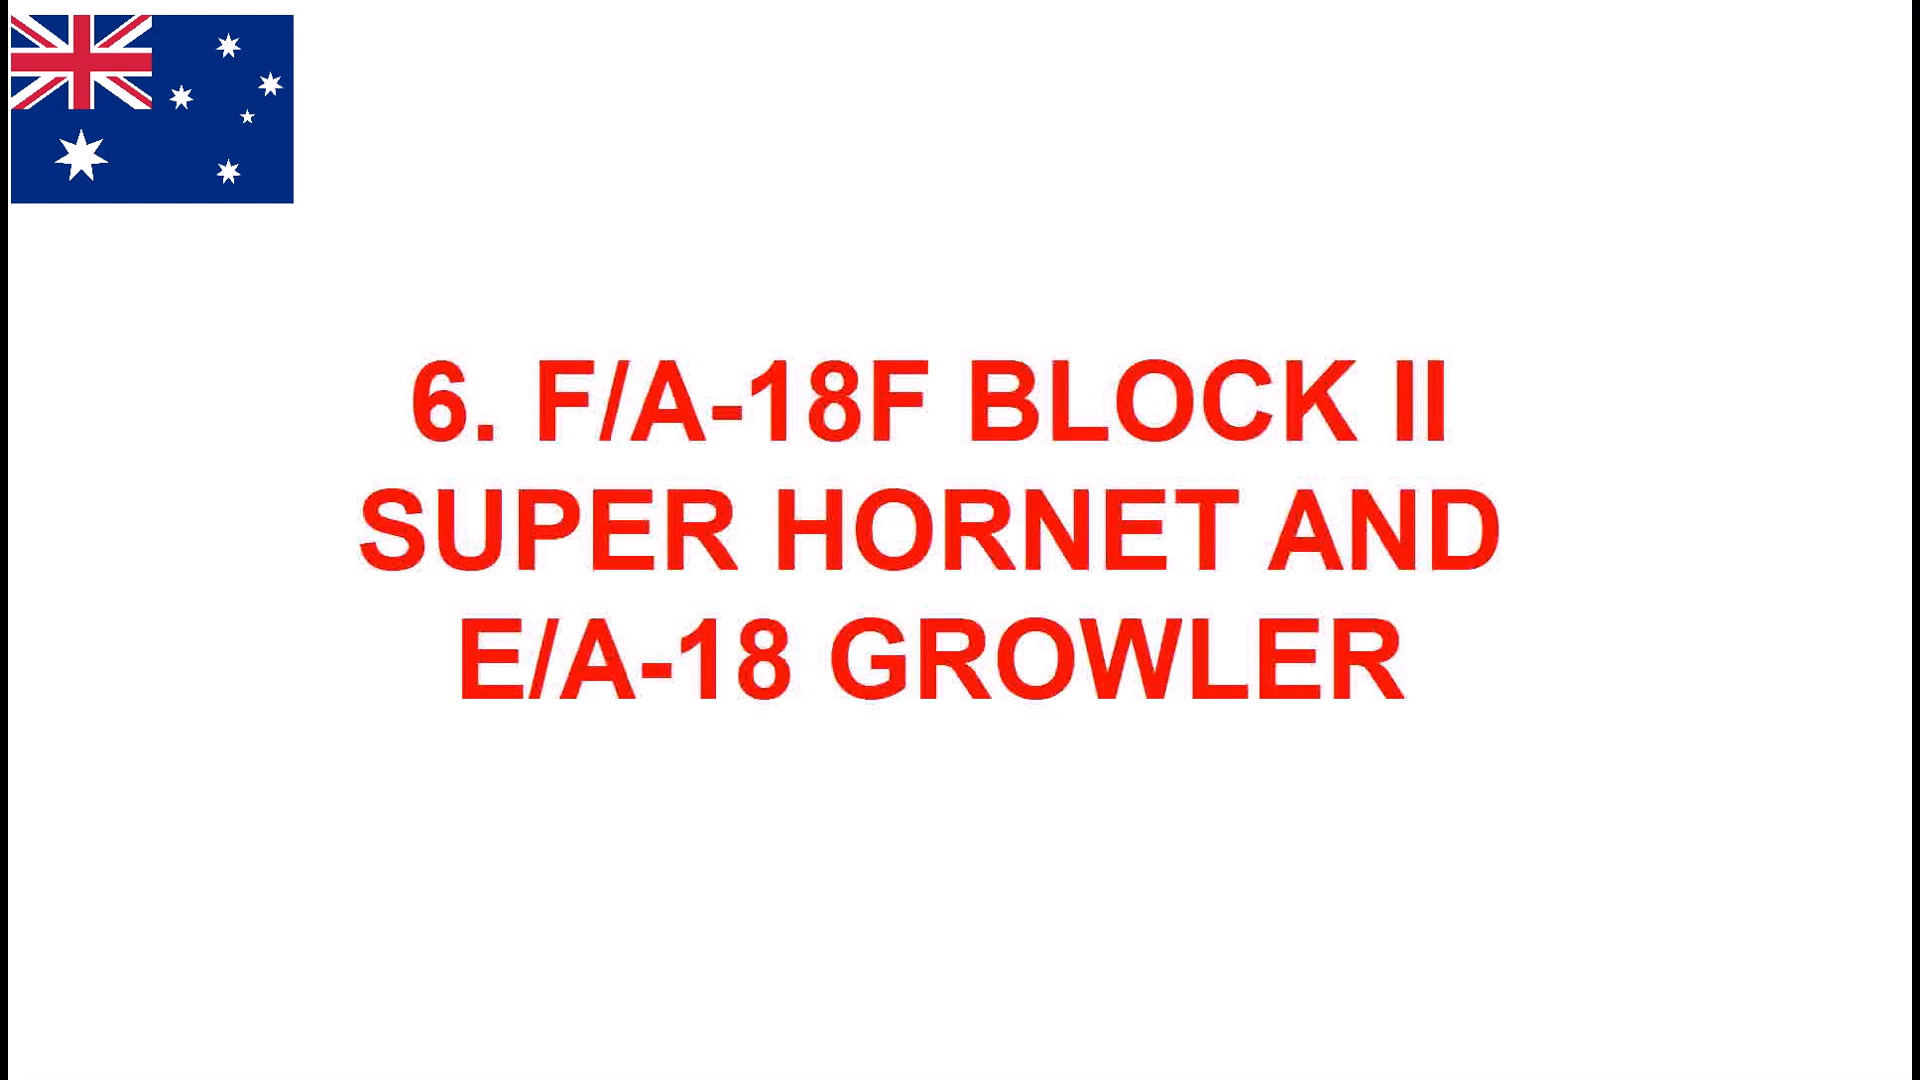 6. F/A-18F BLOCK II
SUPER HORNET AND
E/A-18 GROWLER